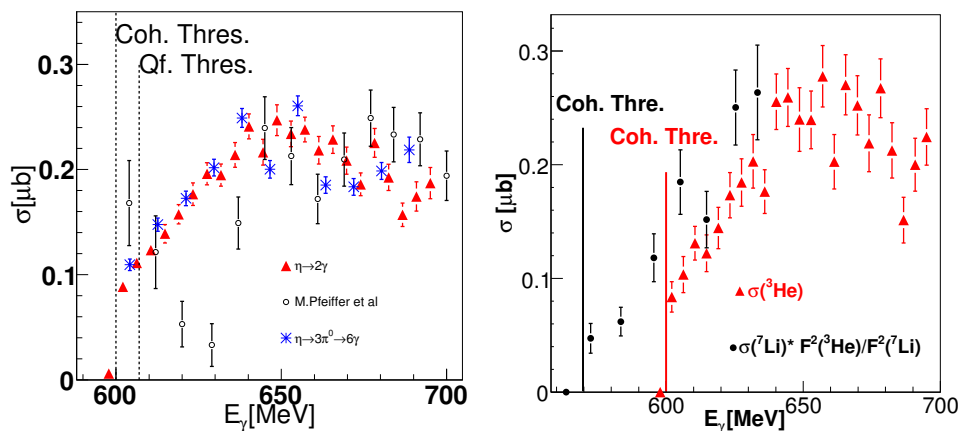 Coh. Thres.
Qf. Thres.
0.3
0.2
0.1
0
σ[μb]
η→2γ
M.Pfeiffer et al
η→3π⁰→6γ
600
650
700
Eγ[MeV]
0.3
0.2
0.1
0
σ [μb]
Coh. Thre.
Coh. Thre.
σ(³He)
σ(⁷Li)* F²(³He)/F²(⁷Li)
600
650
700
Eγ[MeV]